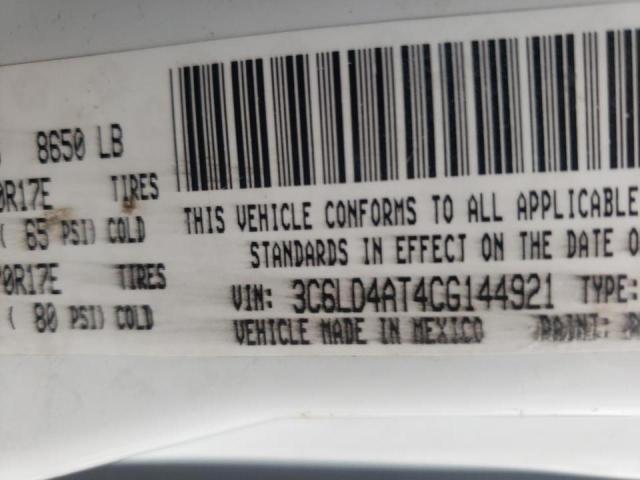 8650 LB
0R17E TIRES
( 65 PSI) COLD
0R17E TIRES
( 80 PSI) COLD
THIS VEHICLE CONFORMS TO ALL APPLICABLE
STANDARDS IN EFFECT ON THE DATE O
VIN: 3C6LD4AT4CG144921 TYPE:
VEHICLE MADE IN MEXICO PAINT: